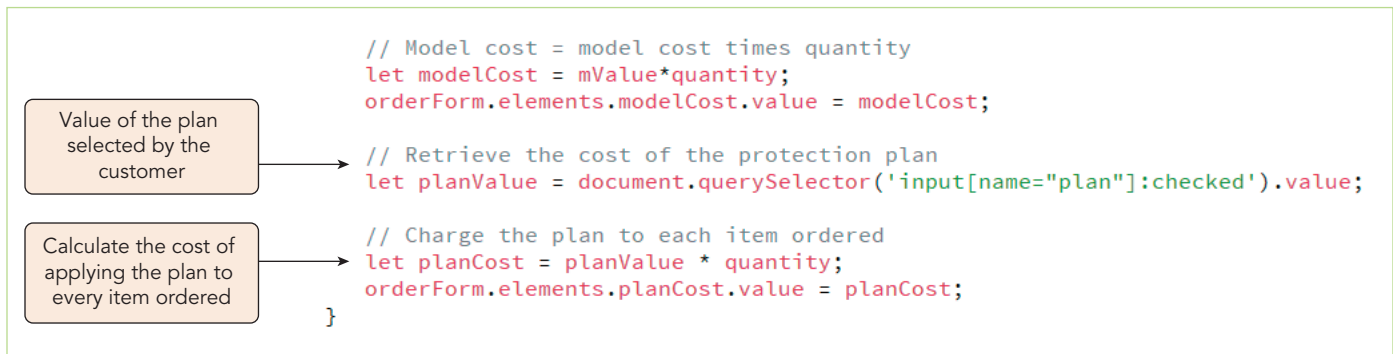 // Model cost = model cost times quantity
let modelCost = mValue*quantity;
orderForm.elements.modelCost.value = modelCost;
Value of the plan
selected by the
customer
// Retrieve the cost of the protection plan
let planValue = document.querySelector('input[name="plan"]:checked').value;
Calculate the cost of
applying the plan to
every item ordered
// Charge the plan to each item ordered
let planCost = planValue * quantity;
orderForm.elements.planCost.value = planCost;
}